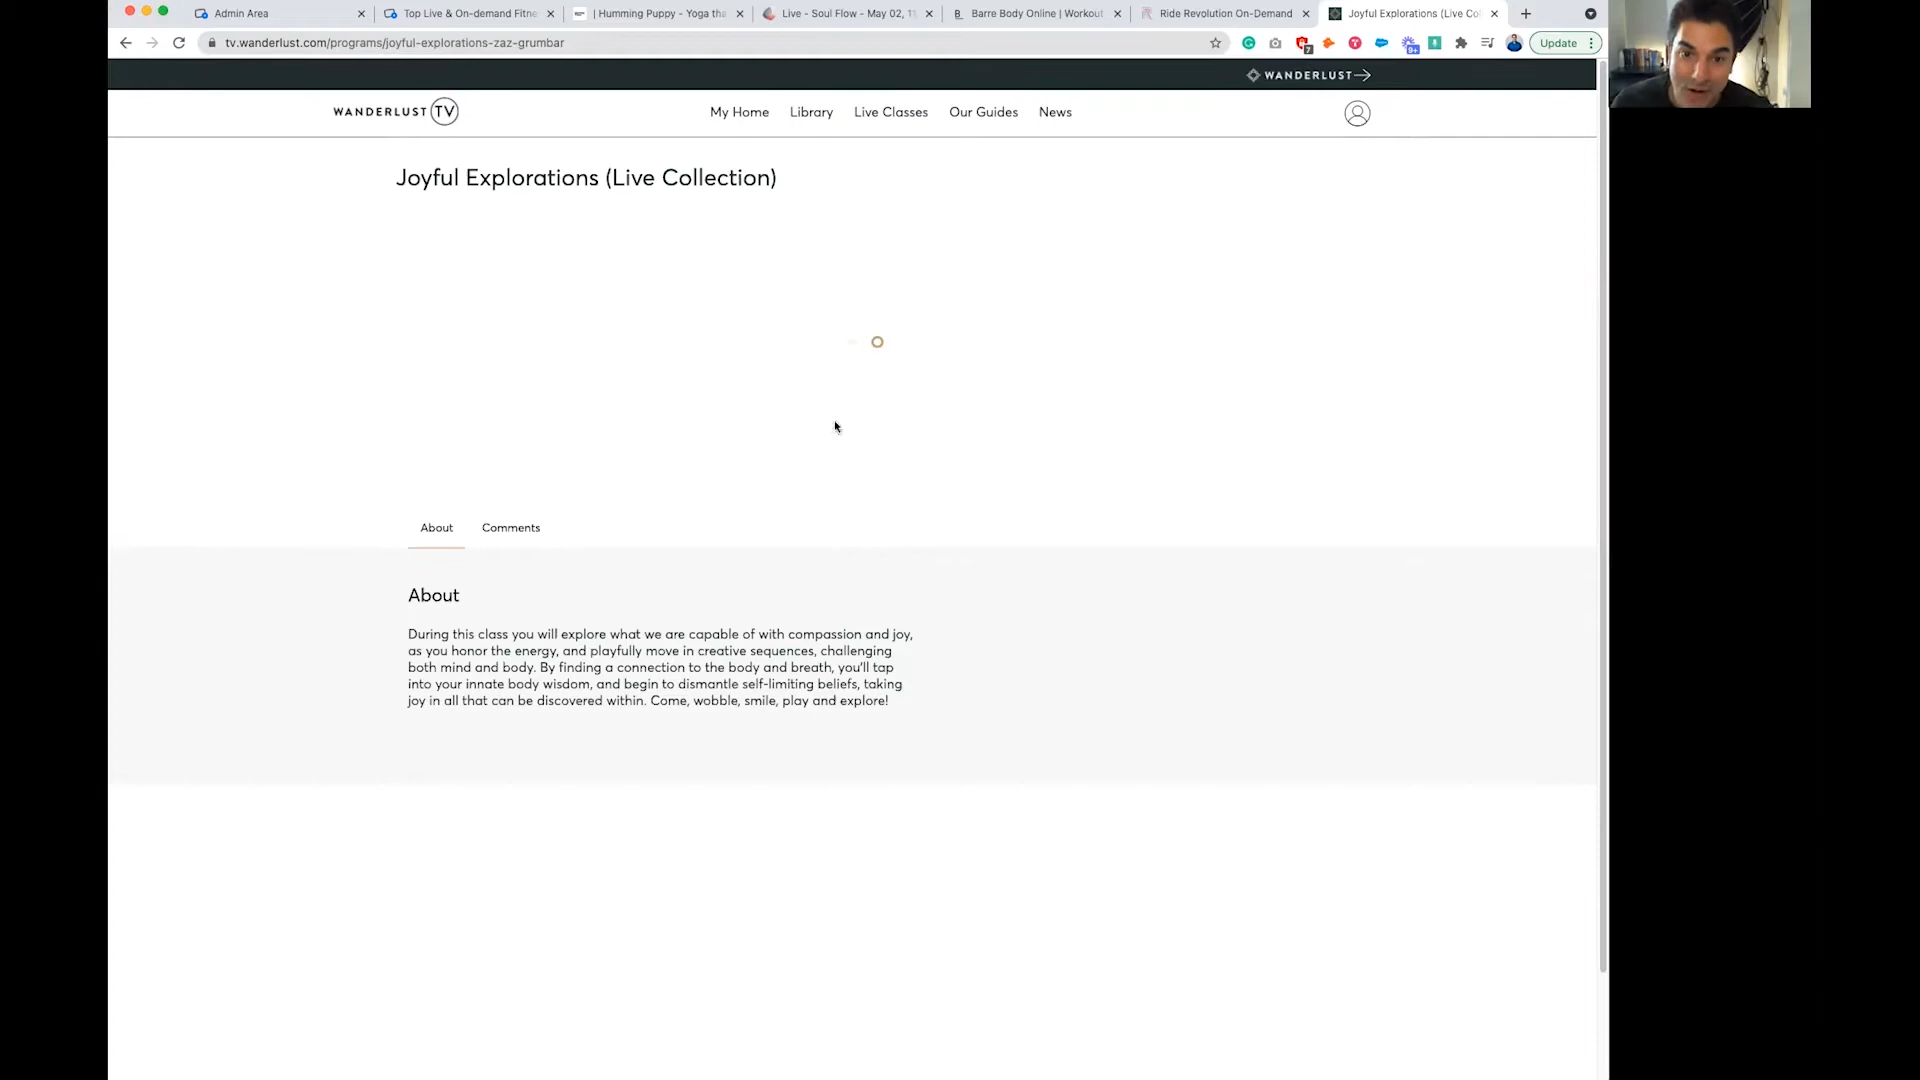 Admin Area
Top Live & On-demand Fitne
| Humming Puppy - Yoga tha
Live - Soul Flow - May 02, 11
Barre Body Online | Workout
Ride Revolution On-Demand
Joyful Explorations (Live Col
tv.wanderlust.com/programs/joyful-explorations-zaz-grumbar
7
9+
Update
WANDERLUST
WANDERLUST TV
My Home
Library
Live Classes
Our Guides
News
Joyful Explorations (Live Collection)
About
Comments
About
During this class you will explore what we are capable of with compassion and joy,
as you honor the energy, and playfully move in creative sequences, challenging
both mind and body. By finding a connection to the body and breath, you'll tap
into your innate body wisdom, and begin to dismantle self-limiting beliefs, taking
joy in all that can be discovered within. Come, wobble, smile, play and explore!